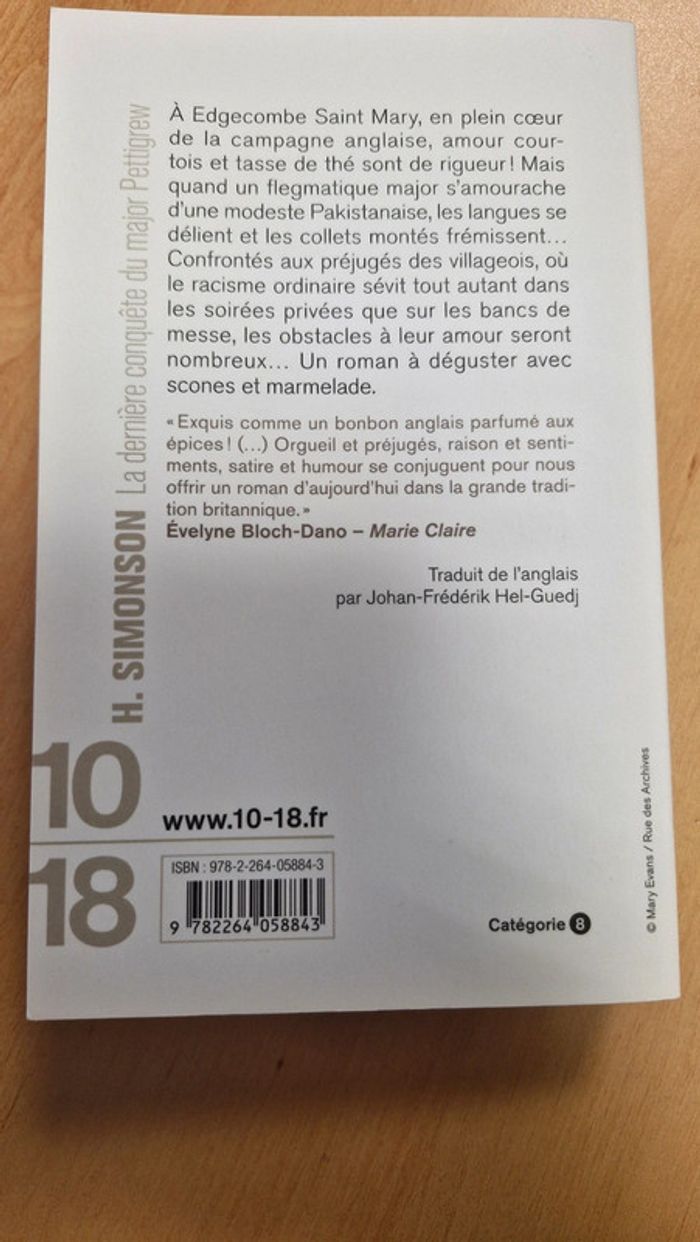 À Edgecombe Saint Mary, en plein cœur
de la campagne anglaise, amour cour-
tois et tasse de thé sont de rigueur ! Mais
quand un flegmatique major s'amourache
d'une modeste Pakistanaise, les langues se
délient et les collets montés frémissent...
Confrontés aux préjugés des villageois, où
le racisme ordinaire sévit tout autant dans
les soirées privées que sur les bancs de
messe, les obstacles à leur amour seront
nombreux... Un roman à déguster avec
scones et marmelade.
« Exquis comme un bonbon anglais parfumé aux
épices ! (...) Orgueil et préjugés, raison et senti-
ments, satire et humour se conjuguent pour nous
offrir un roman d'aujourd'hui dans la grande tradi-
tion britannique. »
Évelyne Bloch-Dano – Marie Claire
Traduit de l'anglais
par Johan-Frédérik Hel-Guedj
H. SIMONSON La dernière conquête du major Pettigrew
10
18
www.10-18.fr
ISBN : 978-2-264-05884-3
9 782264 058843
Catégorie 8
© Mary Evans / Rue des Archives